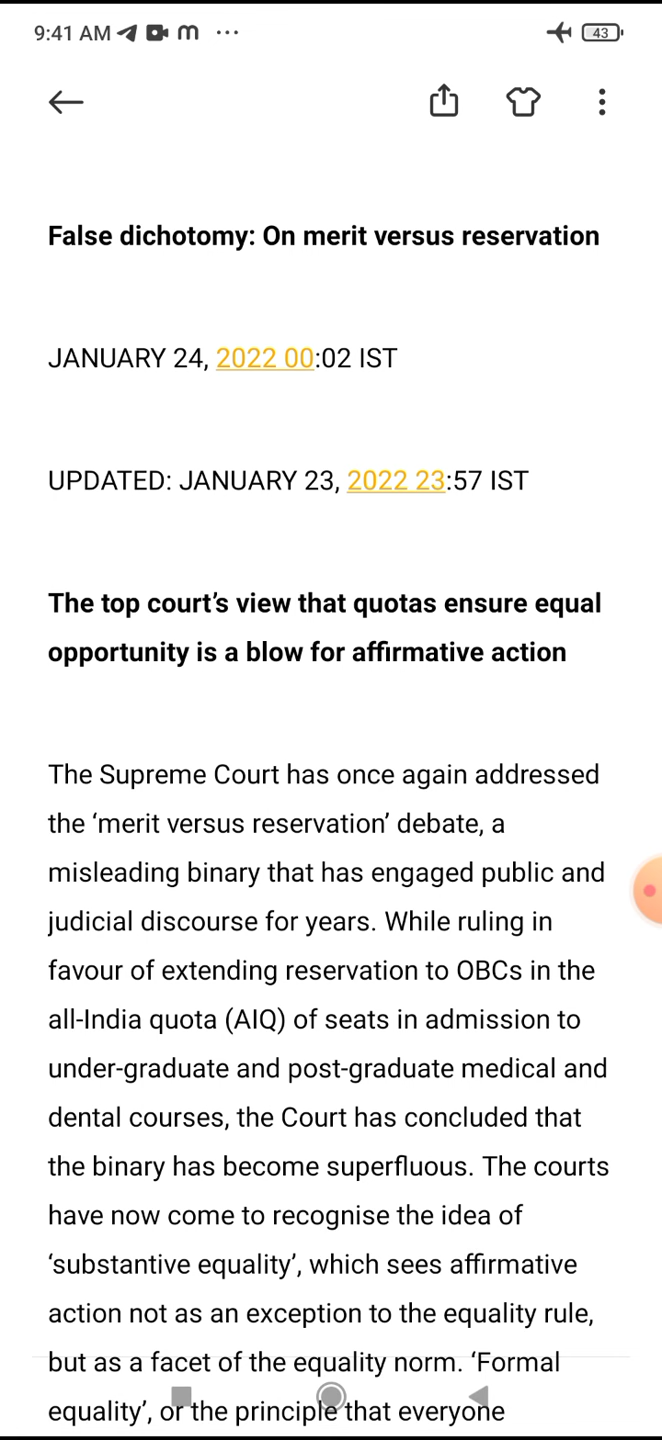 9:41 AM m ...
43
False dichotomy: On merit versus reservation
JANUARY 24, 2022 00:02 IST
UPDATED: JANUARY 23, 2022 23:57 IST
The top court’s view that quotas ensure equal
opportunity is a blow for affirmative action
The Supreme Court has once again addressed
the ‘merit versus reservation’ debate, a
misleading binary that has engaged public and
judicial discourse for years. While ruling in
favour of extending reservation to OBCs in the
all-India quota (AIQ) of seats in admission to
under-graduate and post-graduate medical and
dental courses, the Court has concluded that
the binary has become superfluous. The courts
have now come to recognise the idea of
‘substantive equality’, which sees affirmative
action not as an exception to the equality rule,
but as a facet of the equality norm. ‘Formal
equality’, or the principle that everyone